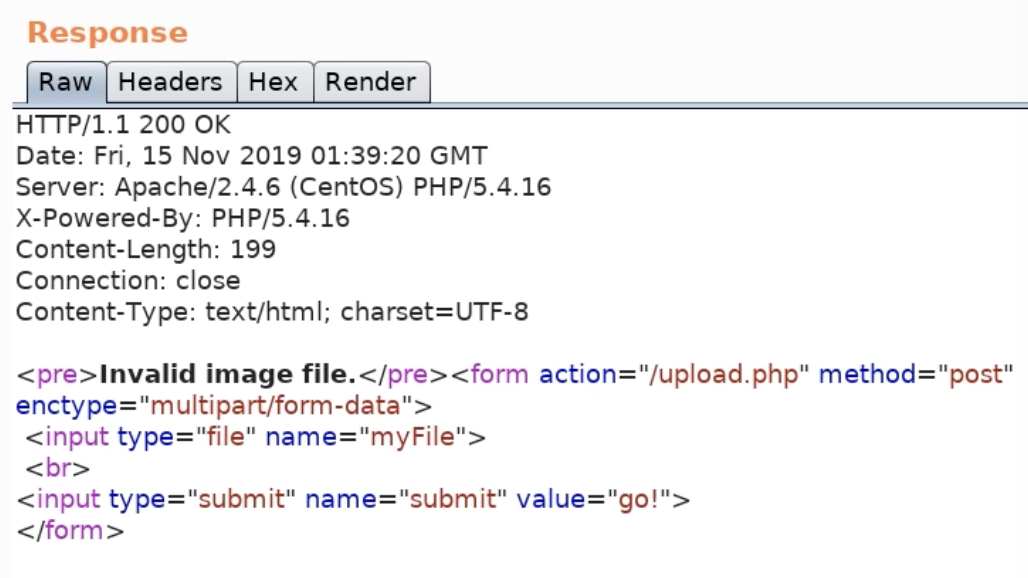 Response
Raw Headers Hex Render
HTTP/1.1 200 OK
Date: Fri, 15 Nov 2019 01:39:20 GMT
Server: Apache/2.4.6 (CentOS) PHP/5.4.16
X-Powered-By: PHP/5.4.16
Content-Length: 199
Connection: close
Content-Type: text/html; charset=UTF-8

<pre>Invalid image file.</pre><form action="/upload.php" method="post"
enctype="multipart/form-data">
 <input type="file" name="myFile">
 <br>
<input type="submit" name="submit" value="go!">
</form>